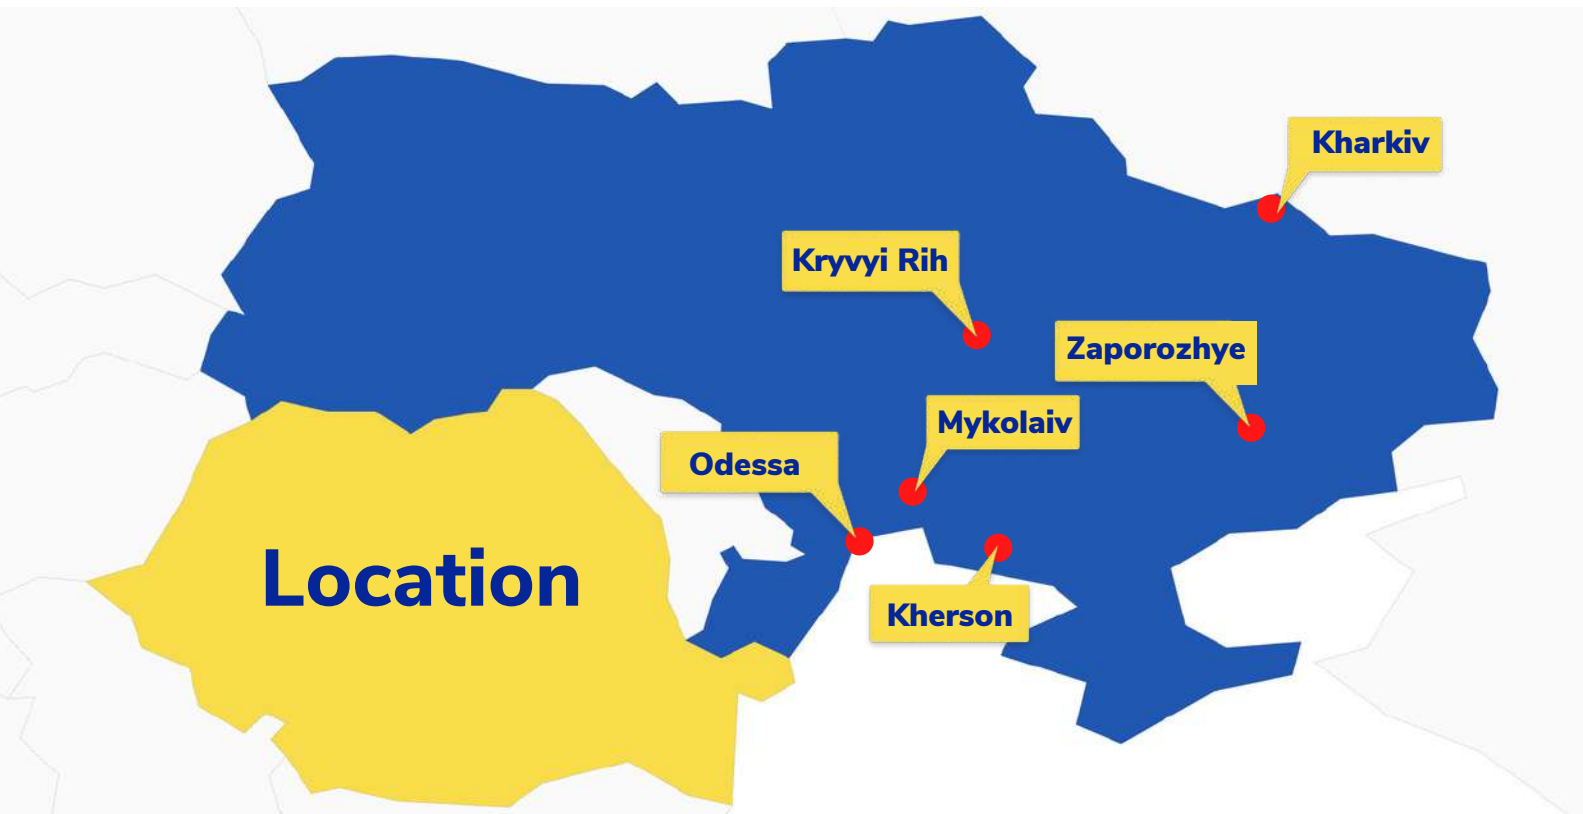 Kharkiv
Kryvyi Rih
Zaporozhye
Mykolaiv
Odessa
Location
Kherson